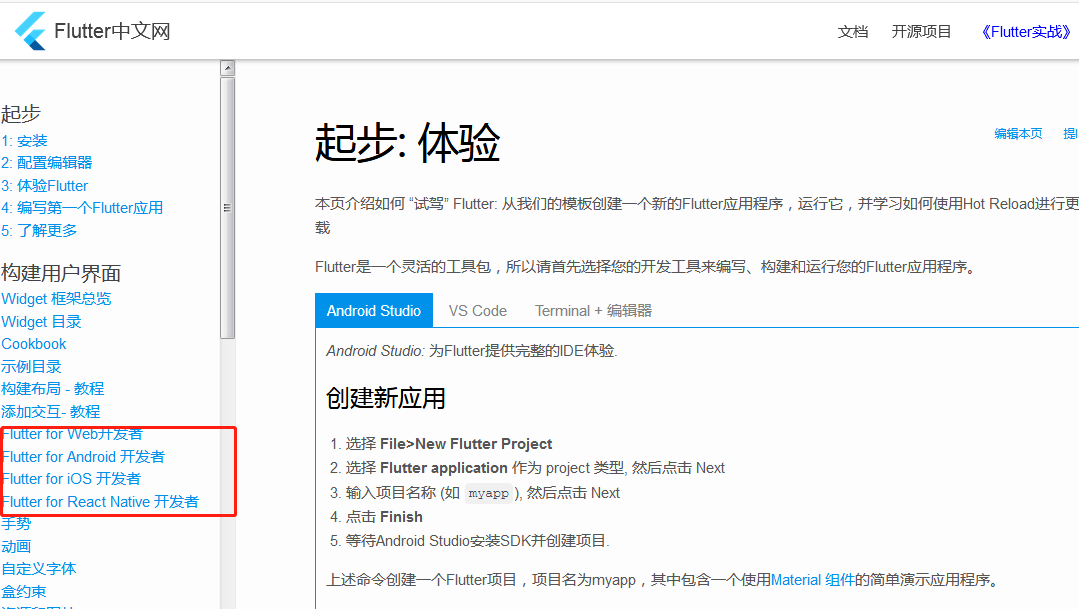 Flutter中文网
文档 开源项目 《Flutter实战》
起步
1: 安装
2: 配置编辑器
3: 体验Flutter
4: 编写第一个Flutter应用
5: 了解更多
构建用户界面
Widget 框架总览
Widget 目录
Cookbook
示例目录
构建布局 - 教程
添加交互- 教程
Flutter for Web开发者
Flutter for Android 开发者
Flutter for iOS 开发者
Flutter for React Native 开发者
手势
动画
自定义字体
盒约束
起步: 体验
编辑本页
本页介绍如何 “试驾” Flutter: 从我们的模板创建一个新的Flutter应用程序，运行它，并学习如何使用Hot Reload进行更
载
Flutter是一个灵活的工具包，所以请首先选择您的开发工具来编写、构建和运行您的Flutter应用程序。
Android Studio VS Code Terminal + 编辑器
Android Studio: 为Flutter提供完整的IDE体验.
创建新应用
1. 选择 File>New Flutter Project
2. 选择 Flutter application 作为 project 类型, 然后点击 Next
3. 输入项目名称 (如 myapp ), 然后点击 Next
4. 点击 Finish
5. 等待Android Studio安装SDK并创建项目.
上述命令创建一个Flutter项目，项目名为myapp，其中包含一个使用Material 组件的简单演示应用程序。